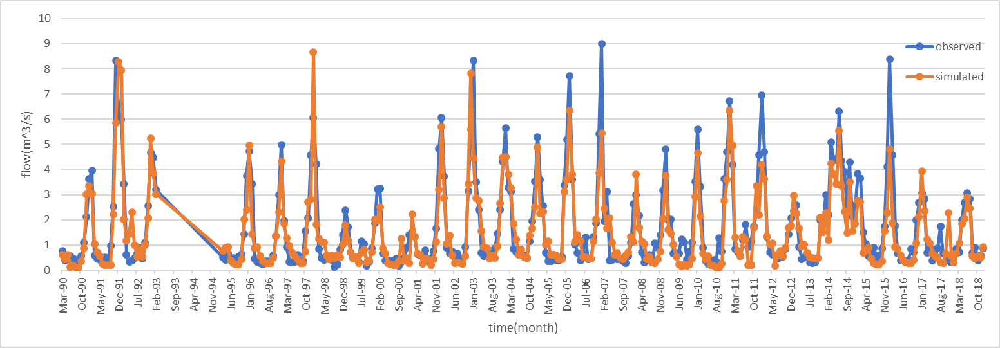 10
9
8
7
6
5
4
3
2
1
0
flow(m^3/s)
observed
simulated
Mar-90
Oct-90
May-91
Dec-91
Jul-92
Feb-93
Sep-93
Apr-94
Nov-94
Jun-95
Jan-96
Aug-96
Mar-97
Oct-97
May-98
Dec-98
Jul-99
Feb-00
Sep-00
Apr-01
Nov-01
Jun-02
Jan-03
Aug-03
Mar-04
Oct-04
May-05
Dec-05
Jul-06
Feb-07
Sep-07
Apr-08
Nov-08
Jun-09
Jan-10
Aug-10
Mar-11
Oct-11
May-12
Dec-12
Jul-13
Feb-14
Sep-14
Apr-15
Nov-15
Jun-16
Jan-17
Aug-17
Mar-18
Oct-18
time(month)